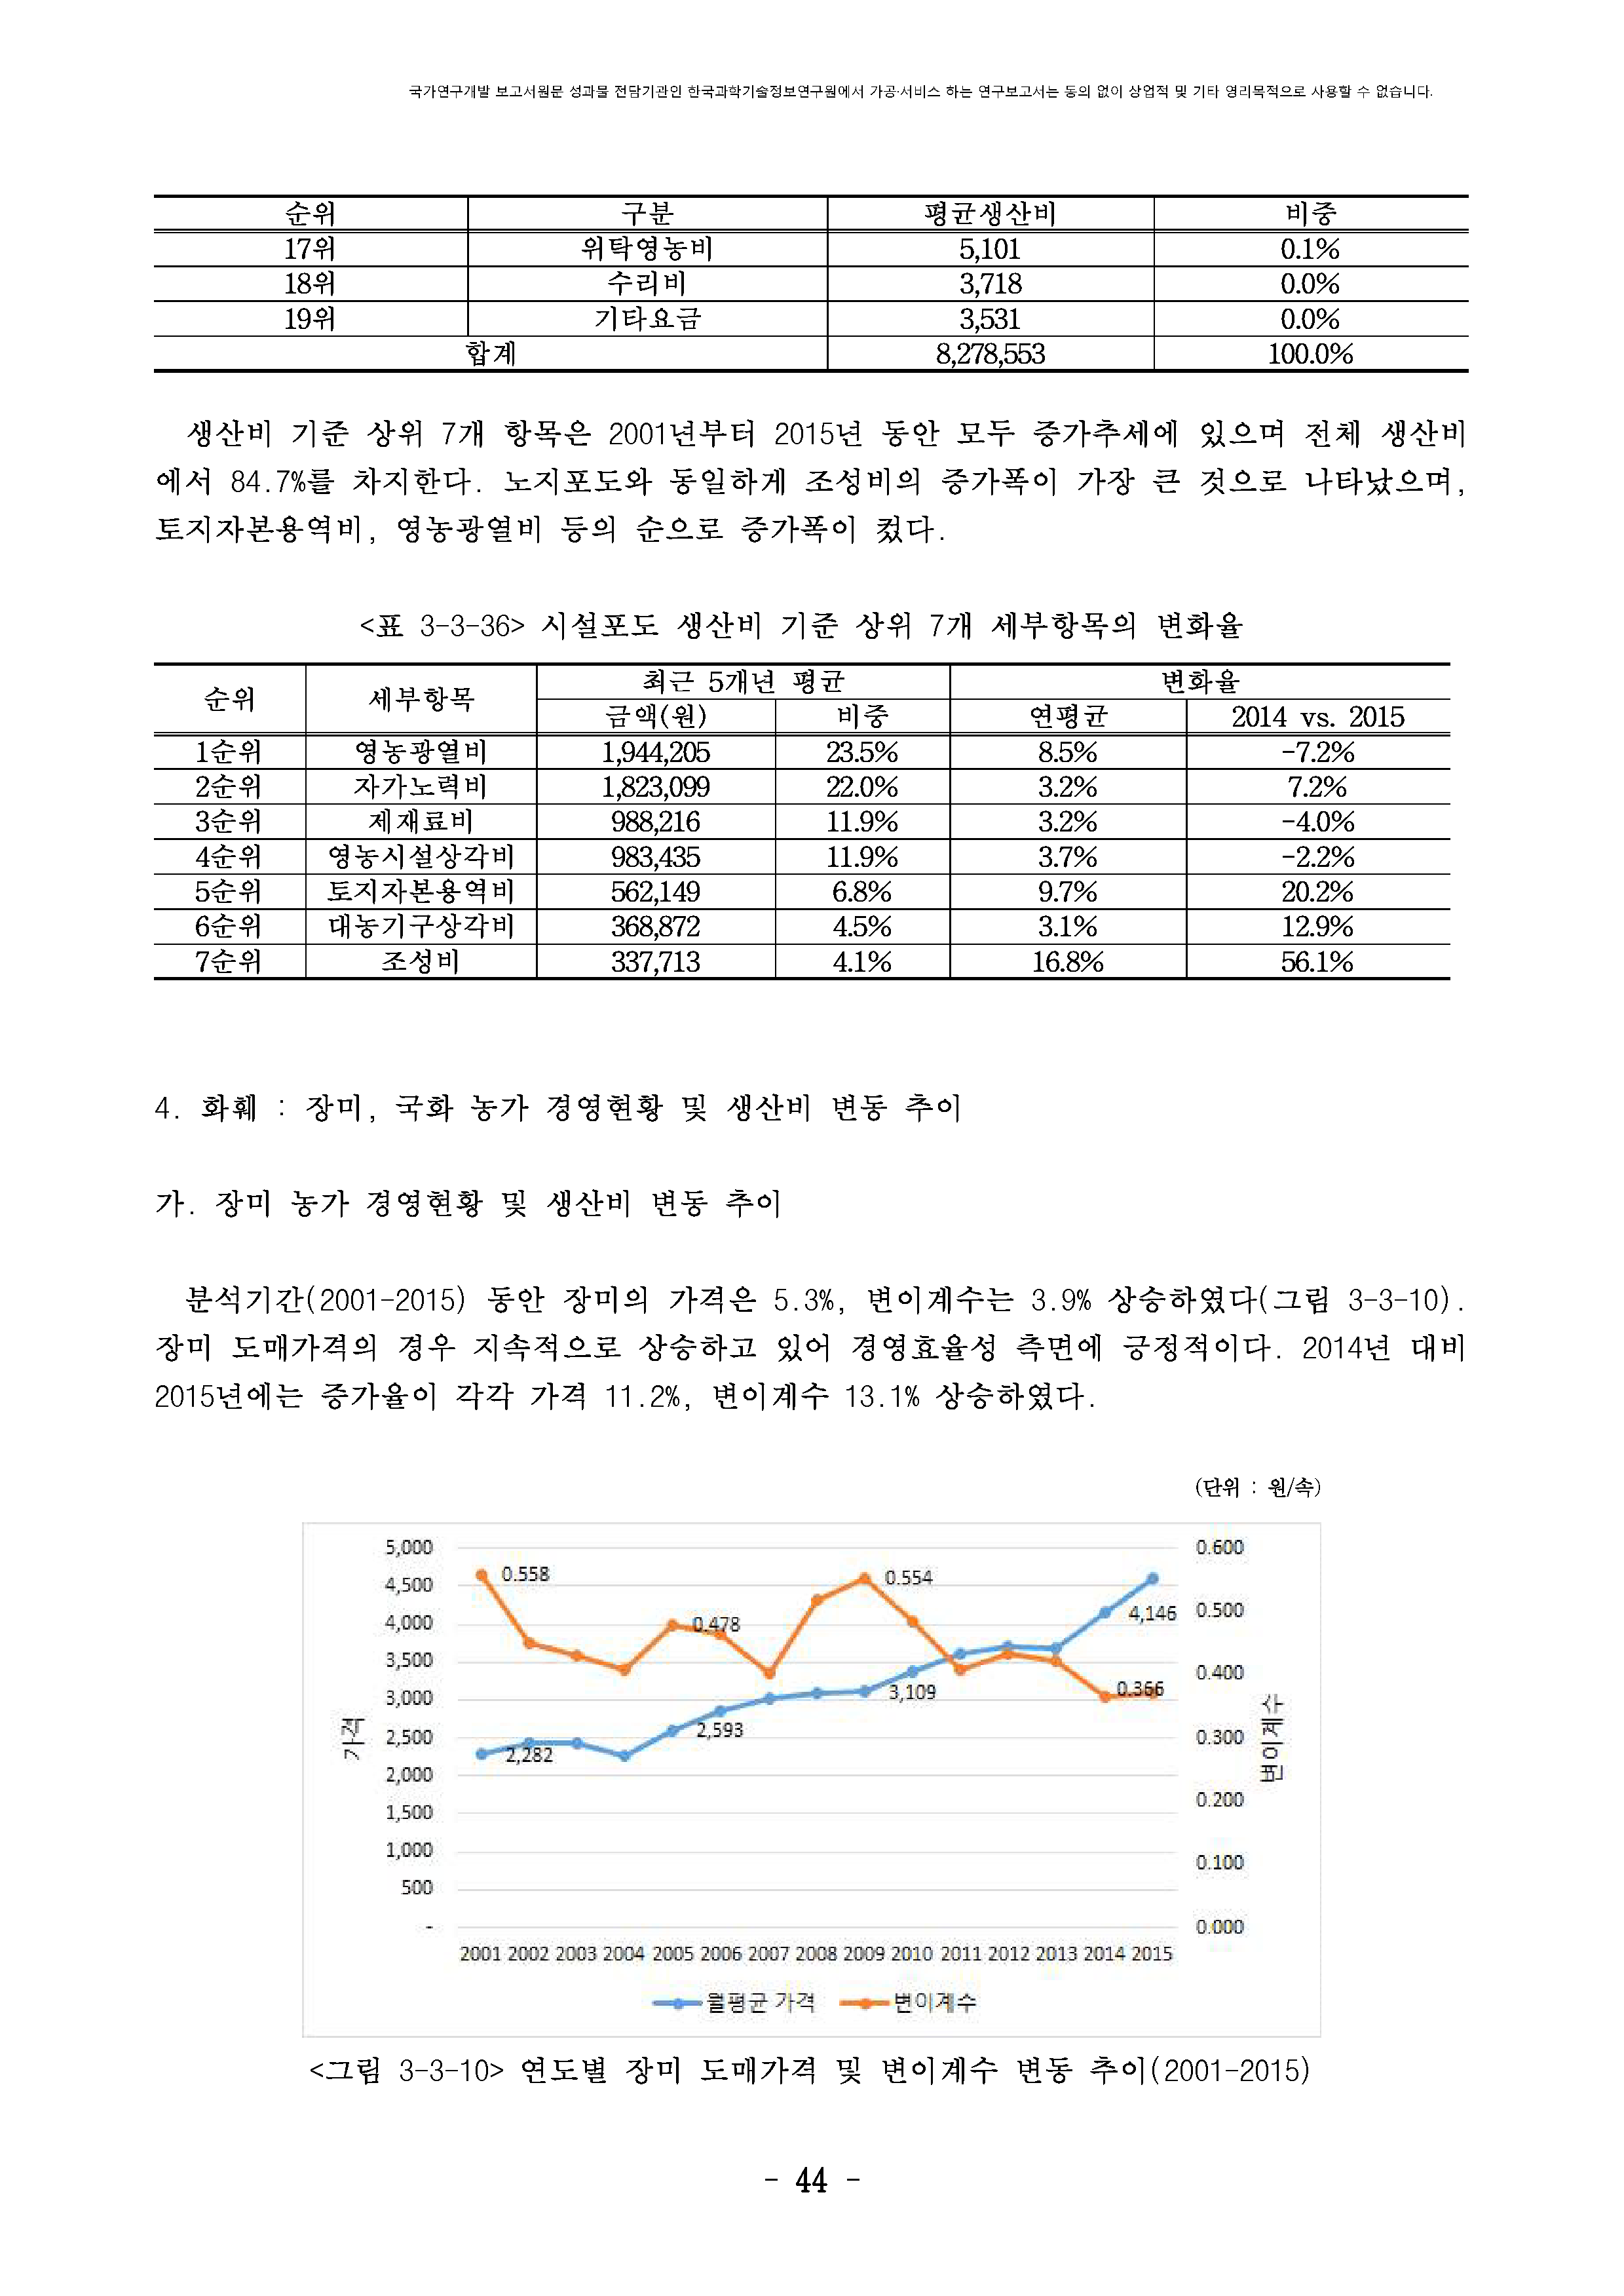 국가연구개발 보고서원문 성과물 전담기관인 한국과학기술정보연구원에서 가공·서비스 하는 연구보고서는 동의 없이 상업적 및 기타 영리목적으로 사용할 수 없습니다.
순위 구분 평균생산비 비중
17위 위탁영농비 5,101 0.1%
18위 수리비 3,718 0.0%
19위 기타요금 3,531 0.0%
합계 8,278,553 100.0%
생산비 기준 상위 7개 항목은 2001년부터 2015년 동안 모두 증가추세에 있으며 전체 생산비
에서 84.7%를 차지한다. 노지포도와 동일하게 조성비의 증가폭이 가장 큰 것으로 나타났으며,
토지자본용역비, 영농광열비 등의 순으로 증가폭이 컸다.
<표 3-3-36> 시설포도 생산비 기준 상위 7개 세부항목의 변화율
순위 세부항목 최근 5개년 평균 변화율
금액(원) 비중 연평균 2014 vs. 2015
1순위 영농광열비 1,944,205 23.5% 8.5% -7.2%
2순위 자가노력비 1,823,099 22.0% 3.2% 7.2%
3순위 제재료비 988,216 11.9% 3.2% -4.0%
4순위 영농시설상각비 983,435 11.9% 3.7% -2.2%
5순위 토지자본용역비 562,149 6.8% 9.7% 20.2%
6순위 대농기구상각비 368,872 4.5% 3.1% 12.9%
7순위 조성비 337,713 4.1% 16.8% 56.1%
4. 화훼 : 장미, 국화 농가 경영현황 및 생산비 변동 추이
가. 장미 농가 경영현황 및 생산비 변동 추이
분석기간(2001-2015) 동안 장미의 가격은 5.3%, 변이계수는 3.9% 상승하였다(그림 3-3-10).
장미 도매가격의 경우 지속적으로 상승하고 있어 경영효율성 측면에 긍정적이다. 2014년 대비
2015년에는 증가율이 각각 가격 11.2%, 변이계수 13.1% 상승하였다.
(단위 : 원/속)
5,000 0.600
0.558 0.554
4,500
4,146 0.500
4,000 0.478
3,500 0.400
3,000 3,109 0.366
가격 2,500 2,593 0.300 변이계수
2,282
2,000
0.200
1,500
1,000
0.100
500
- 0.000
2001 2002 2003 2004 2005 2006 2007 2008 2009 2010 2011 2012 2013 2014 2015
월평균 가격 변이계수
<그림 3-3-10> 연도별 장미 도매가격 및 변이계수 변동 추이(2001-2015)
- 44 -